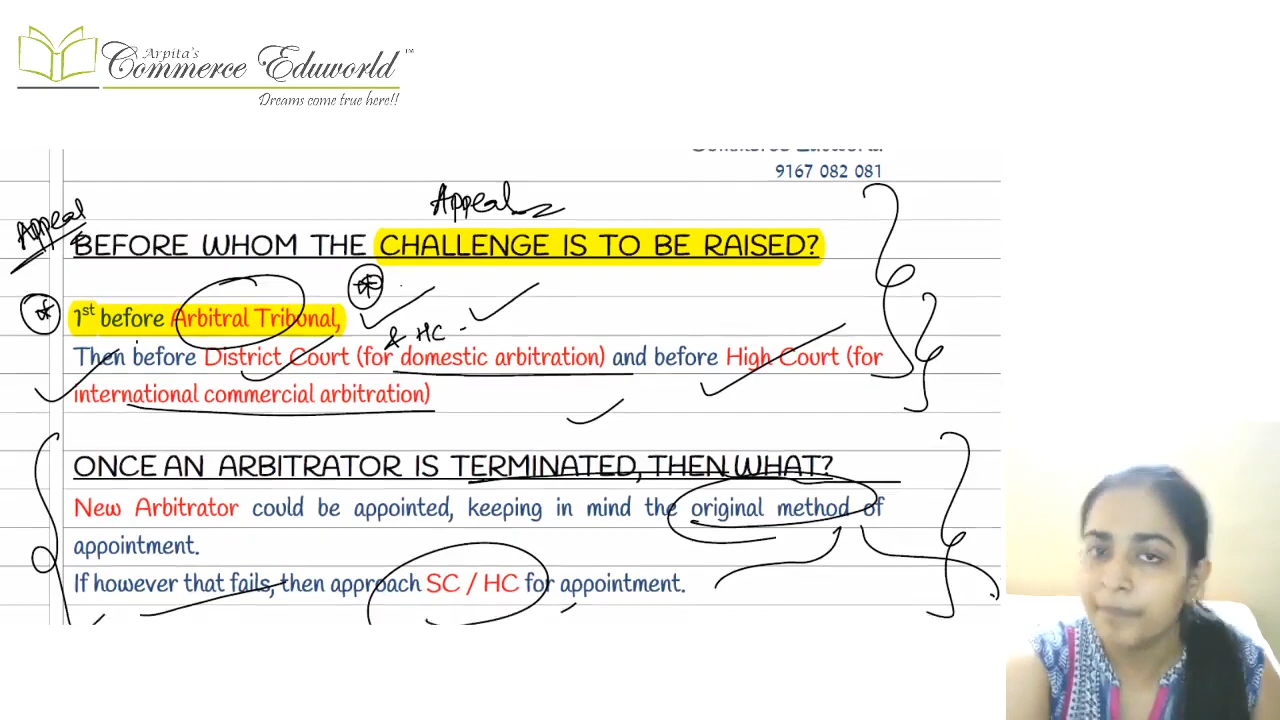 Arpita's
Commerce Eduworld™
Dreams come true here!!
Commerce Eduworld
9167 082 081
Appeal
Appeal
BEFORE WHOM THE CHALLENGE IS TO BE RAISED?
1st before Arbitral Tribunal,
& HC
Then before District Court (for domestic arbitration) and before High Court (for
international commercial arbitration)
ONCE AN ARBITRATOR IS TERMINATED, THEN WHAT?
New Arbitrator could be appointed, keeping in mind the original method of
appointment.
If however that fails, then approach SC / HC for appointment.